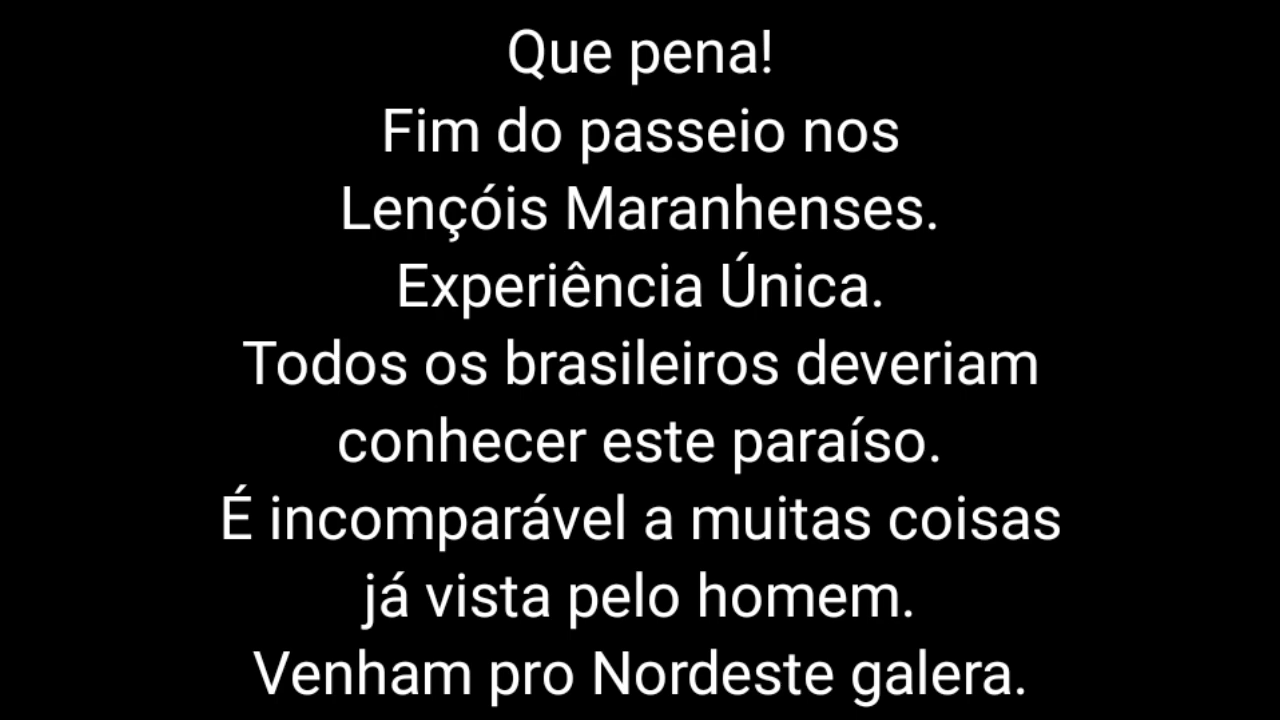 Que pena!
Fim do passeio nos
Lençóis Maranhenses.
Experiência Única.
Todos os brasileiros deveriam
conhecer este paraíso.
É incomparável a muitas coisas
já vista pelo homem.
Venham pro Nordeste galera.